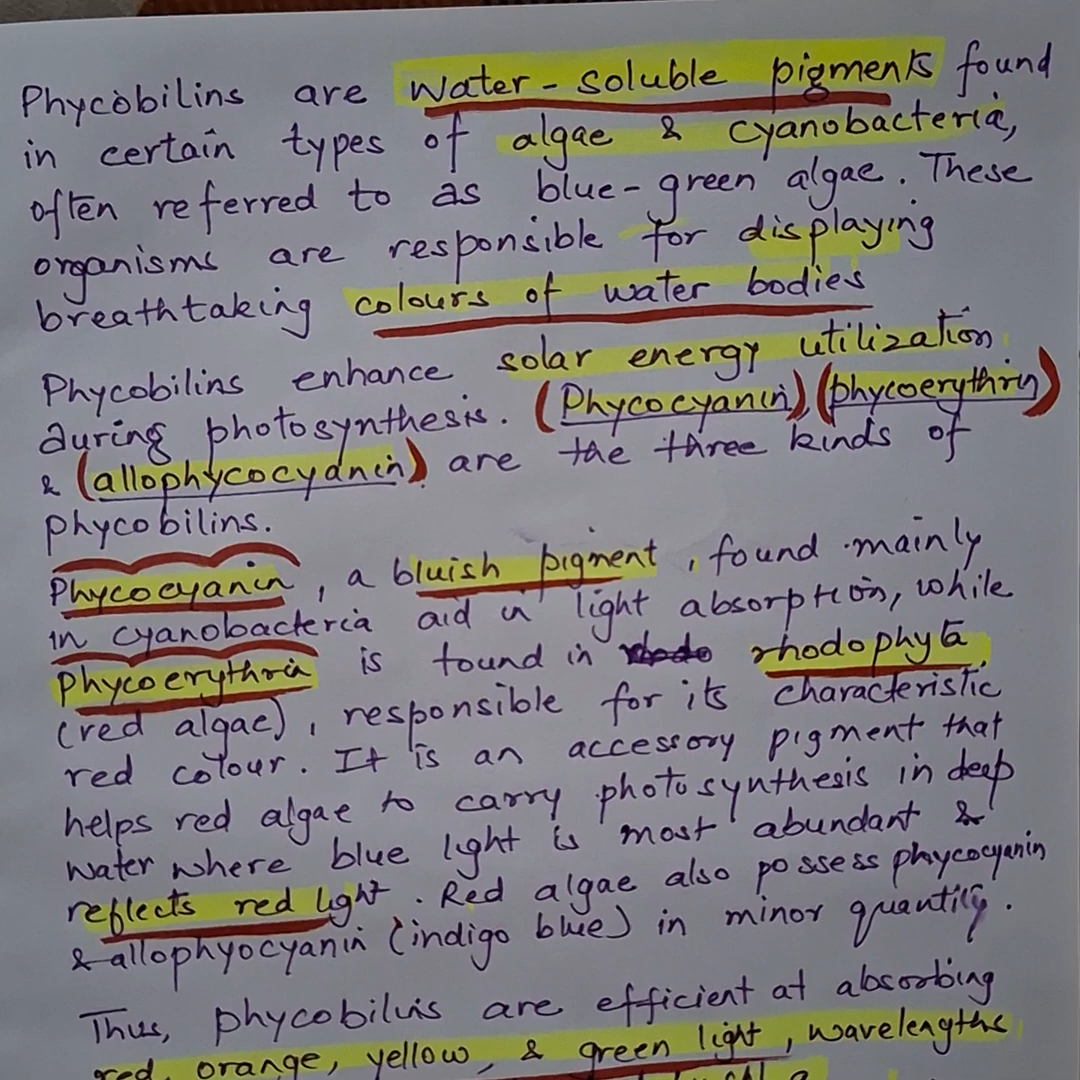 Phycobilins are water-soluble pigments found
in certain types of algae & cyanobacteria,
often referred to as blue-green algae. These
organisms are responsible for displaying
breathtaking colours of water bodies
Phycobilins enhance solar energy utilization
during photosynthesis. (Phycocyanin), (phycoerythrin)
& (allophycocyanin) are the three kinds of
phycobilins.
Phycocyanin, a bluish pigment, found mainly
in cyanobacteria aid in light absorption, while
phycoerythrin is found in rhodophyta
(red algae), responsible for its characteristic
red colour. It is an accessory pigment that
helps red algae to carry photosynthesis in deep
water where blue light is most abundant &
reflects red light. Red algae also possess phycocyanin
& allophyocyanin (indigo blue) in minor quantity.
Thus, phycobilins are efficient at absorbing
red, orange, yellow, & green light, wavelengths